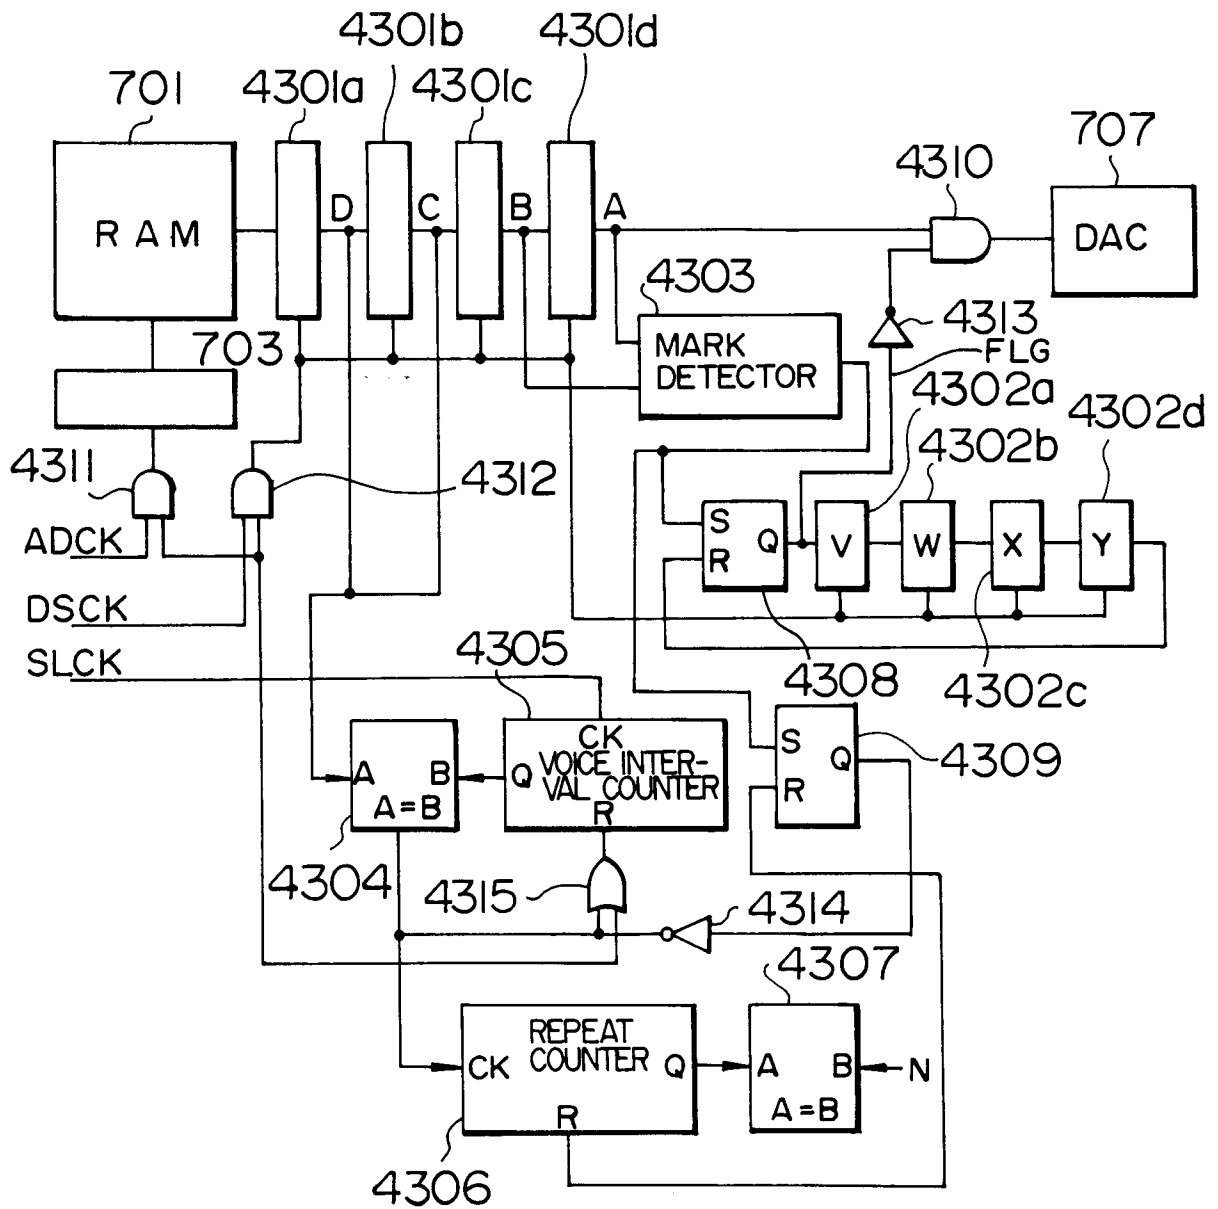 4301b
4301d
701
4301a
4301c
707
4310
RAM
D
C
B
A
DAC
4303
703
MARK
DETECTOR
4313
FLG
4302a
4302d
4311
4312
4302b
ADCK
S
Q
R
V
W
X
Y
DSCK
SLCK
4305
4308
4302c
CK
VOICE INTER-
VAL COUNTER
Q
R
A
B
A=B
S
Q
R
4309
4304
4315
4314
4307
REPEAT
COUNTER
CK
Q
R
A
B
N
A=B
4306